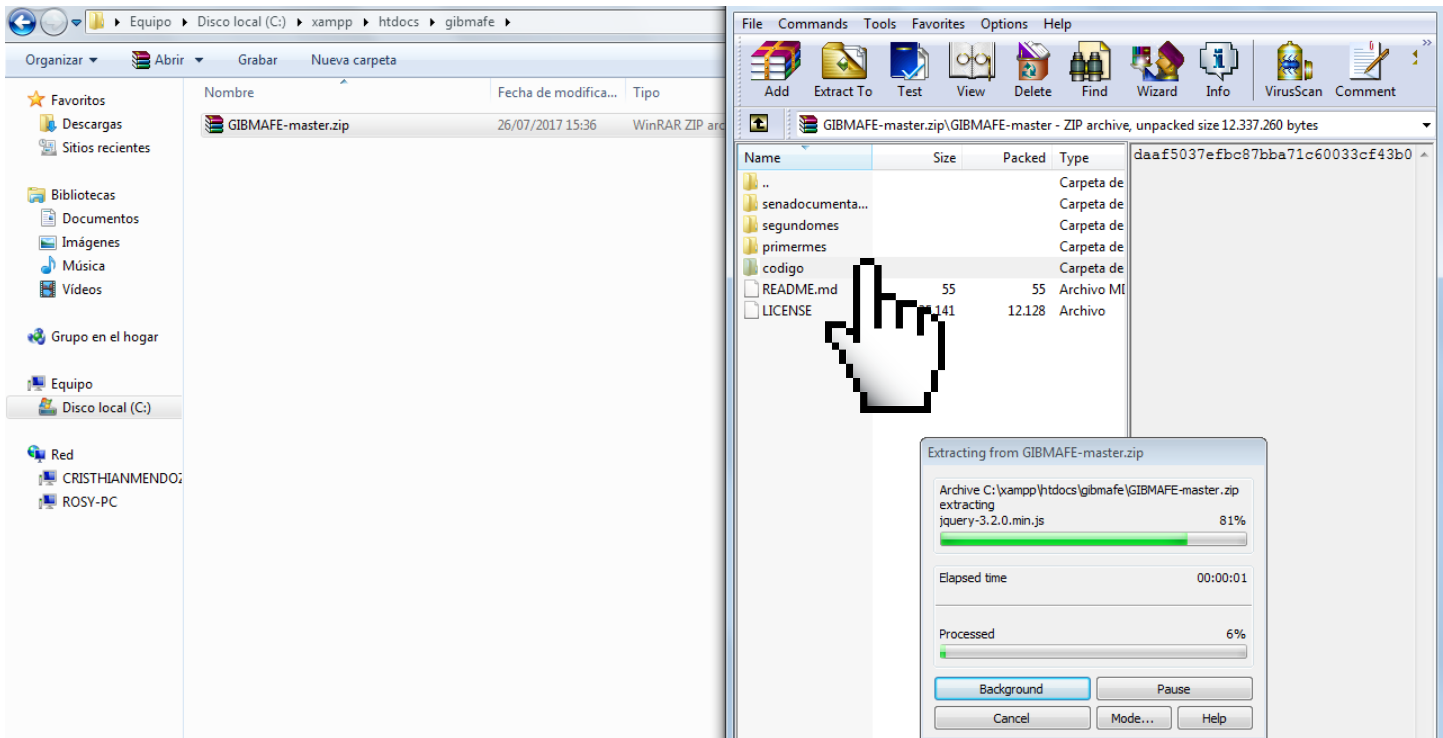 Equipo Disco local (C:) xampp htdocs gibmafe
Organizar Abrir Grabar Nueva carpeta
Nombre Fecha de modifica... Tipo
GIBMAFE-master.zip 26/07/2017 15:36 WinRAR ZIP arc
Favoritos
Descargas
Sitios recientes
Bibliotecas
Documentos
Imágenes
Música
Vídeos
Grupo en el hogar
Equipo
Disco local (C:)
Red
CRISTHIANMENDOZ
ROSY-PC
File Commands Tools Favorites Options Help
Add Extract To Test View Delete Find Wizard Info VirusScan Comment
GIBMAFE-master.zip\GIBMAFE-master - ZIP archive, unpacked size 12.337.260 bytes
Name Size Packed Type
daaf5037efbc87bba71c60033cf43b0
.. Carpeta de
senadocumenta... Carpeta de
segundomes Carpeta de
primermes Carpeta de
codigo Carpeta de
README.md 55 55 Archivo MD
LICENSE 12.128 Archivo
Extracting from GIBMAFE-master.zip
Archive C:\xampp\htdocs\gibmafe\GIBMAFE-master.zip
extracting
jquery-3.2.0.min.js 81%
Elapsed time 00:00:01
Processed 6%
Background Pause
Cancel Mode... Help